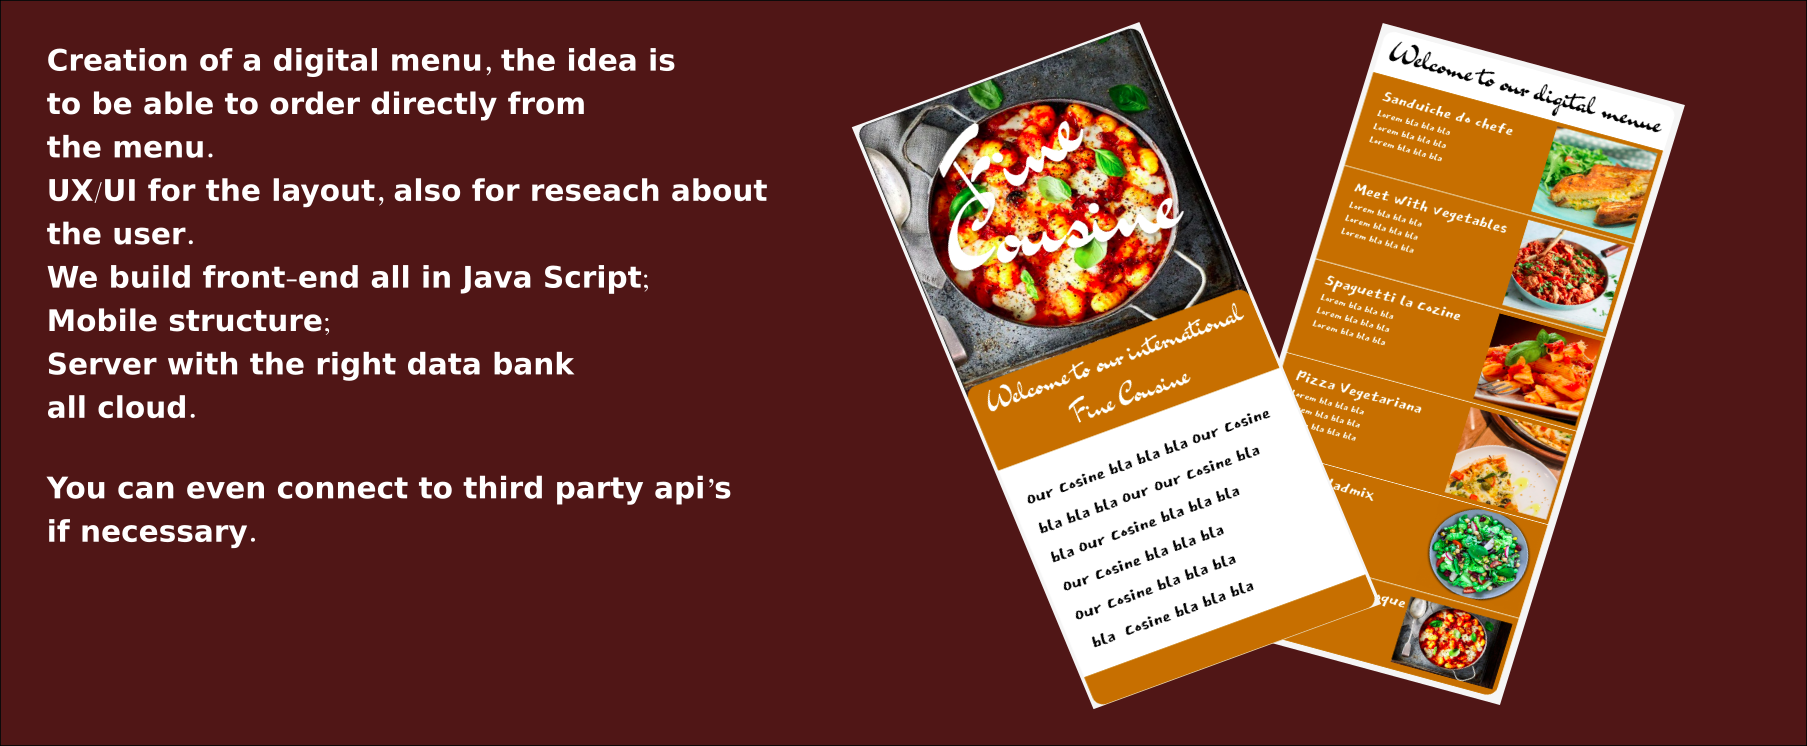 Creation of a digital menu, the idea is
to be able to order directly from
the menu.
UX/UI for the layout, also for reseach about
the user.
We build front-end all in Java Script;
Mobile structure;
Server with the right data bank
all cloud.
You can even connect to third party api's
if necessary.
Fine
Cousine
Welcome to our international
Fine Cousine
Our Cosine bla bla bla Our Cosine
bla bla bla Our Our Cosine bla
bla Our Cosine bla bla bla
Our Cosine bla bla bla
Our Cosine bla bla bla
bla Cosine bla bla bla
Welcome to our digital menue
Sanduiche do chefe
Lorem bla bla bla
Lorem bla bla bla
Lorem bla bla bla
Meet with Vegetables
Lorem bla bla bla
Lorem bla bla bla
Lorem bla bla bla
Spaguetti la Cozine
Lorem bla bla bla
Lorem bla bla bla
Lorem bla bla bla
Pizza Vegetariana
orem bla bla bla
em bla bla bla
bla bla bla
admix
que